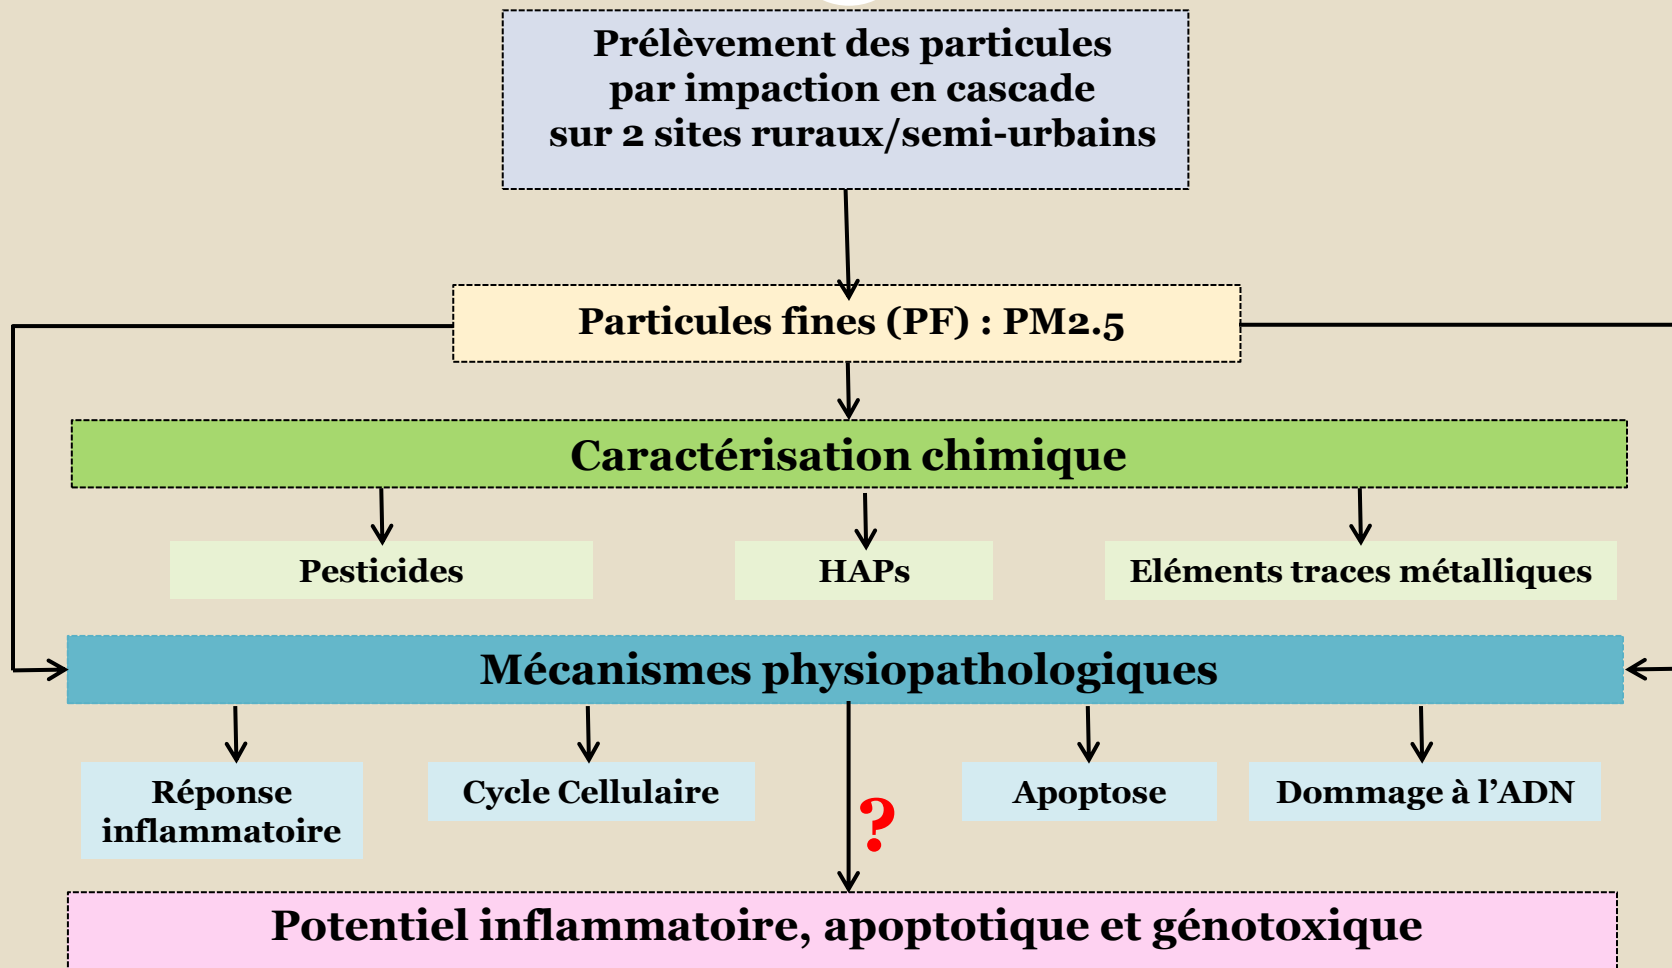 Prélèvement des particules
par impaction en cascade
sur 2 sites ruraux/semi-urbains
Particules fines (PF) : PM2.5
Caractérisation chimique
Pesticides
HAPs
Eléments traces métalliques
Mécanismes physiopathologiques
Réponse
inflammatoire
Cycle Cellulaire
Apoptose
Dommage à l’ADN
?
Potentiel inflammatoire, apoptotique et génotoxique